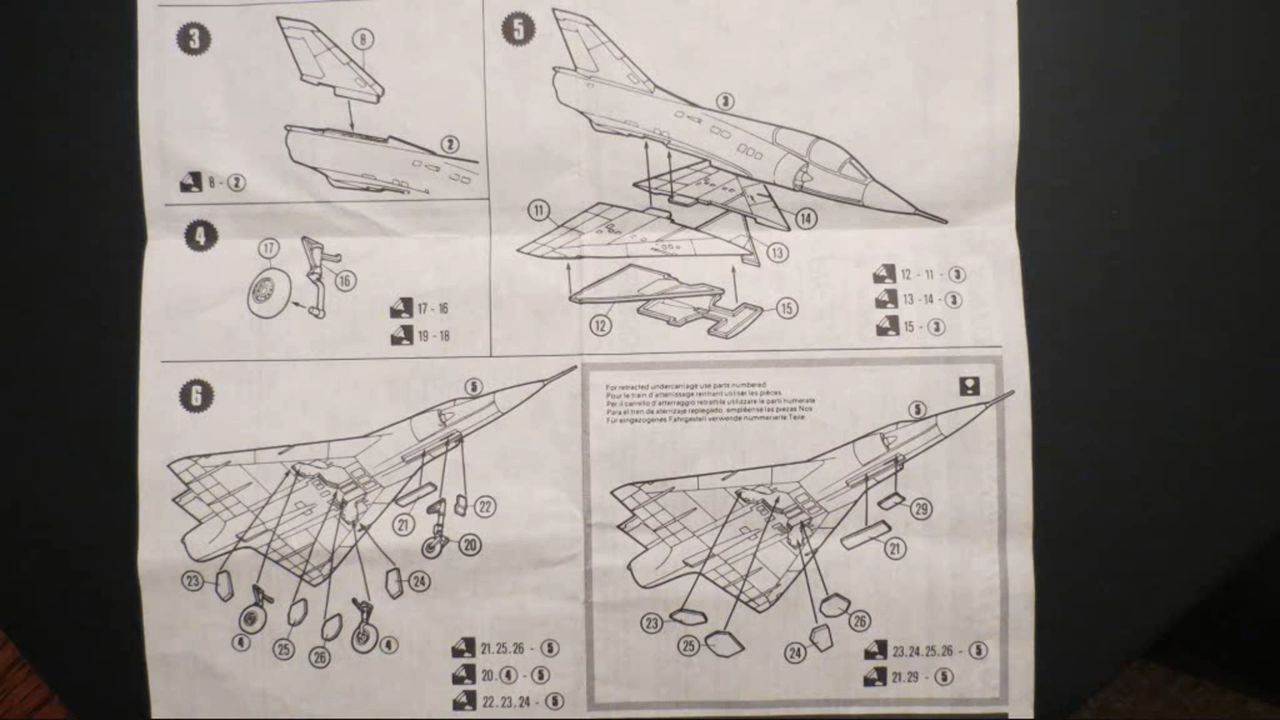 3
8
2
8 - 2
4
17
16
17 - 16
19 - 18
5
3
11
14
13
12
15
12 - 11 - 3
13 - 14 - 3
15 - 3
6
5
21
22
20
23
24
4
25
26
4
21.25.26 - 5
20.4 - 5
22.23.24 - 5
For retracted undercarriage use parts numbered
Pour le train d'atterrissage rentrant utiliser les pièces
Per il carrello d'atterraggio retrattile utilizzare le parti numerate
Para el tren de aterrizaje replegado, empléense las piezas Nos
Für eingezogenes Fahrgestell verwende nummerierte Teile
!
5
29
21
23
26
25
24
23.24.25.26 - 5
21.29 - 5